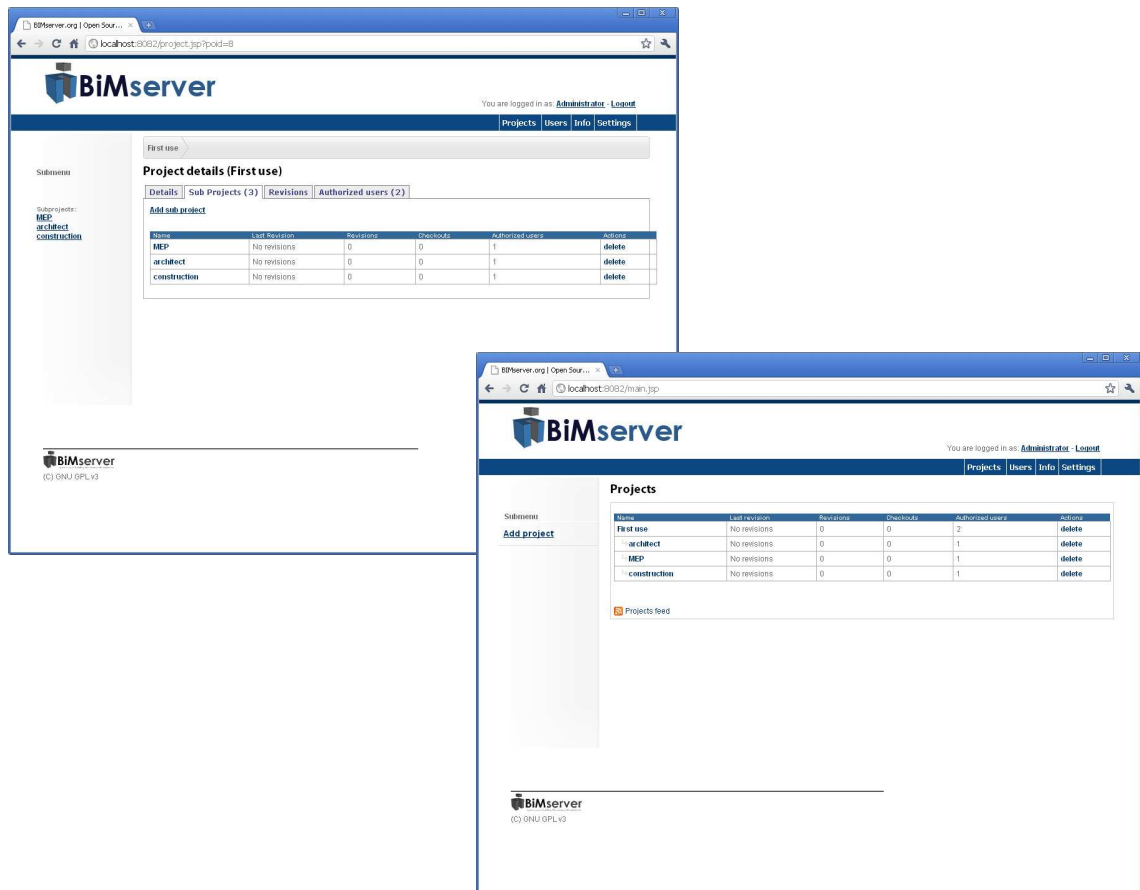 BIMserver.org | Open Sour...
localhost:8082/project.jsp?poid=8
BiMserver
You are logged in as: Administrator - Logout
Projects Users Info Settings
First use
Submenu
Subprojects:
MEP
architect
construction
Project details (First use)
Details Sub Projects (3) Revisions Authorized users (2)
Add sub project
Name Last Revision Revisions Checkouts Authorized users Actions
MEP No revisions 0 0 1 delete
architect No revisions 0 0 1 delete
construction No revisions 0 0 1 delete
BiMserver
(C) GNU GPL v3
BIMserver.org | Open Sour...
localhost:8082/main.jsp
BiMserver
You are logged in as: Administrator - Logout
Projects Users Info Settings
Submenu
Add project
Projects
Name Last revision Revisions Checkouts Authorized users Actions
First use No revisions 0 0 2 delete
architect No revisions 0 0 1 delete
MEP No revisions 0 0 1 delete
construction No revisions 0 0 1 delete
Projects feed
BiMserver
(C) GNU GPL v3